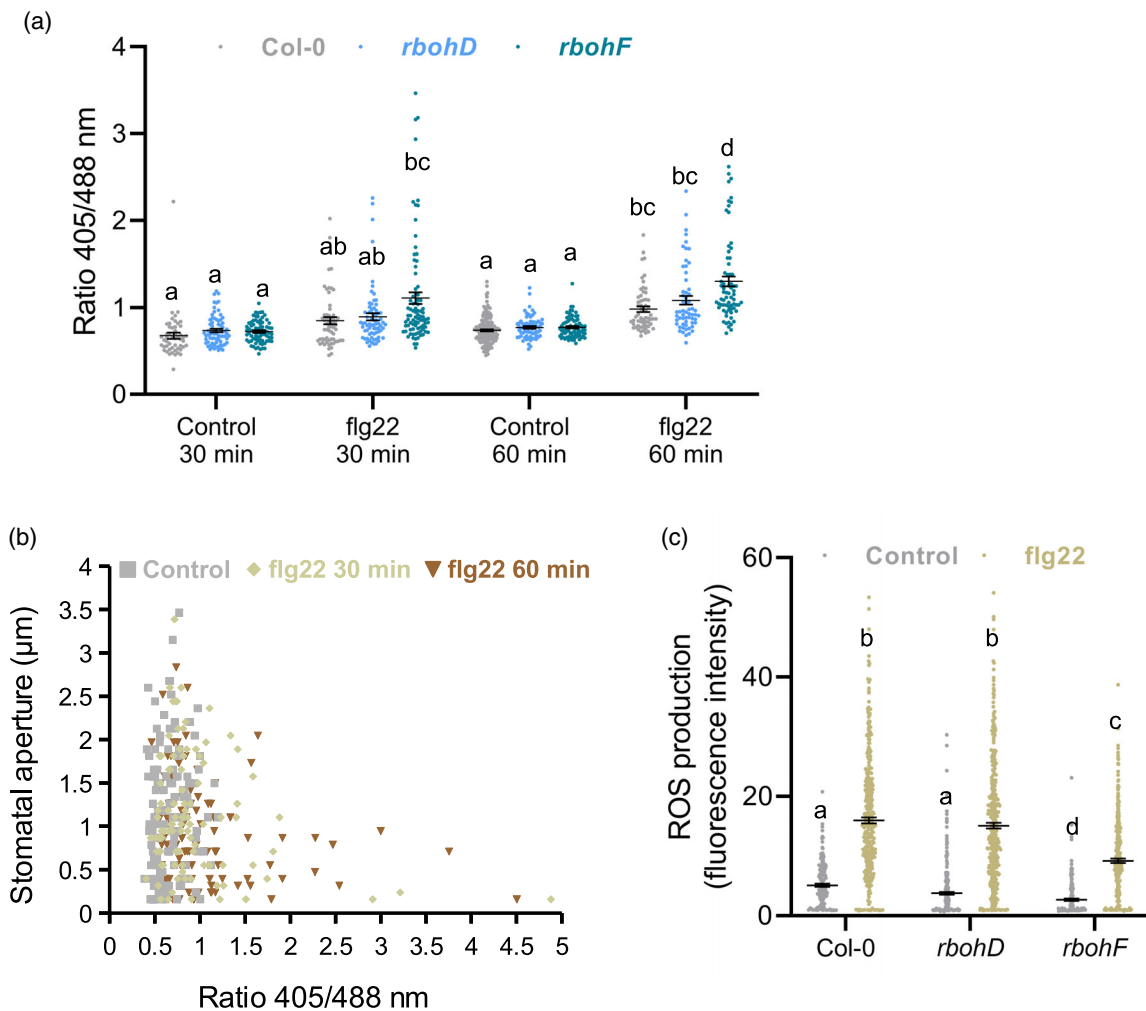 (a)
Col-0 rbohD rbohF
Ratio 405/488 nm
4
3
2
1
0
a a a ab ab bc a a a bc bc d
Control 30 min
flg22 30 min
Control 60 min
flg22 60 min
(b)
Control flg22 30 min flg22 60 min
Stomatal aperture (µm)
4
3.5
3
2.5
2
1.5
1
0.5
0
0 0.5 1 1.5 2 2.5 3 3.5 4 4.5 5
Ratio 405/488 nm
(c)
Control flg22
ROS production
(fluorescence intensity)
60
40
20
0
a b a b d c
Col-0 rbohD rbohF